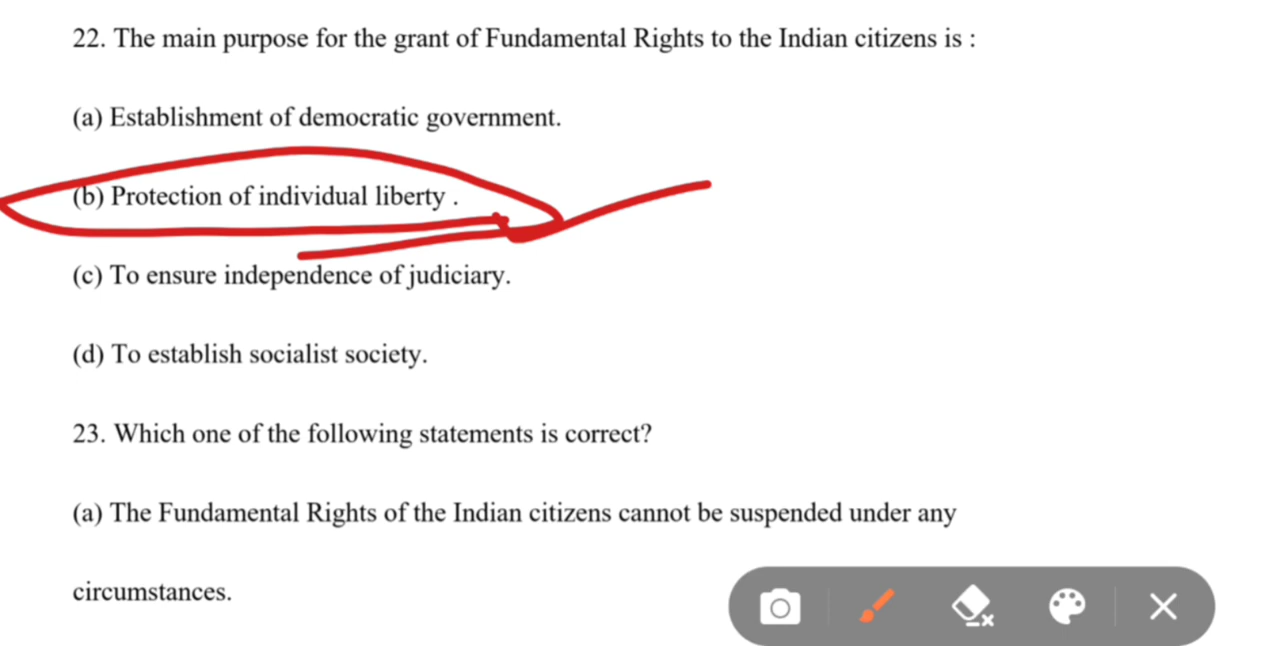 22. The main purpose for the grant of Fundamental Rights to the Indian citizens is :
(a) Establishment of democratic government.
(b) Protection of individual liberty .
(c) To ensure independence of judiciary.
(d) To establish socialist society.
23. Which one of the following statements is correct?
(a) The Fundamental Rights of the Indian citizens cannot be suspended under any
circumstances.